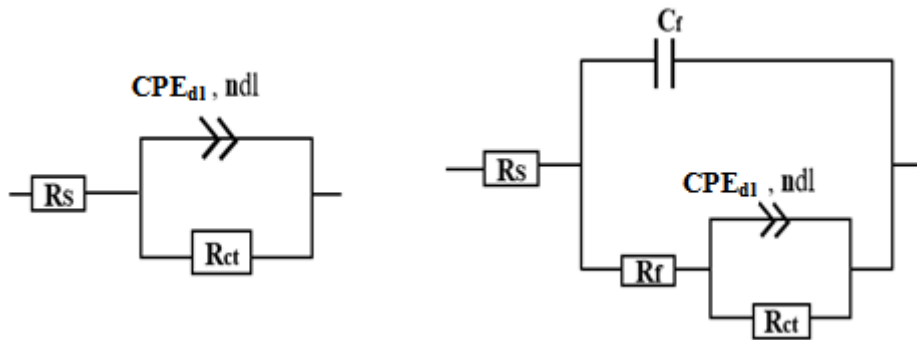 CPEdl , ndl
Rs
Rct
Cf
Rs
CPEdl , ndl
Rf
Rct